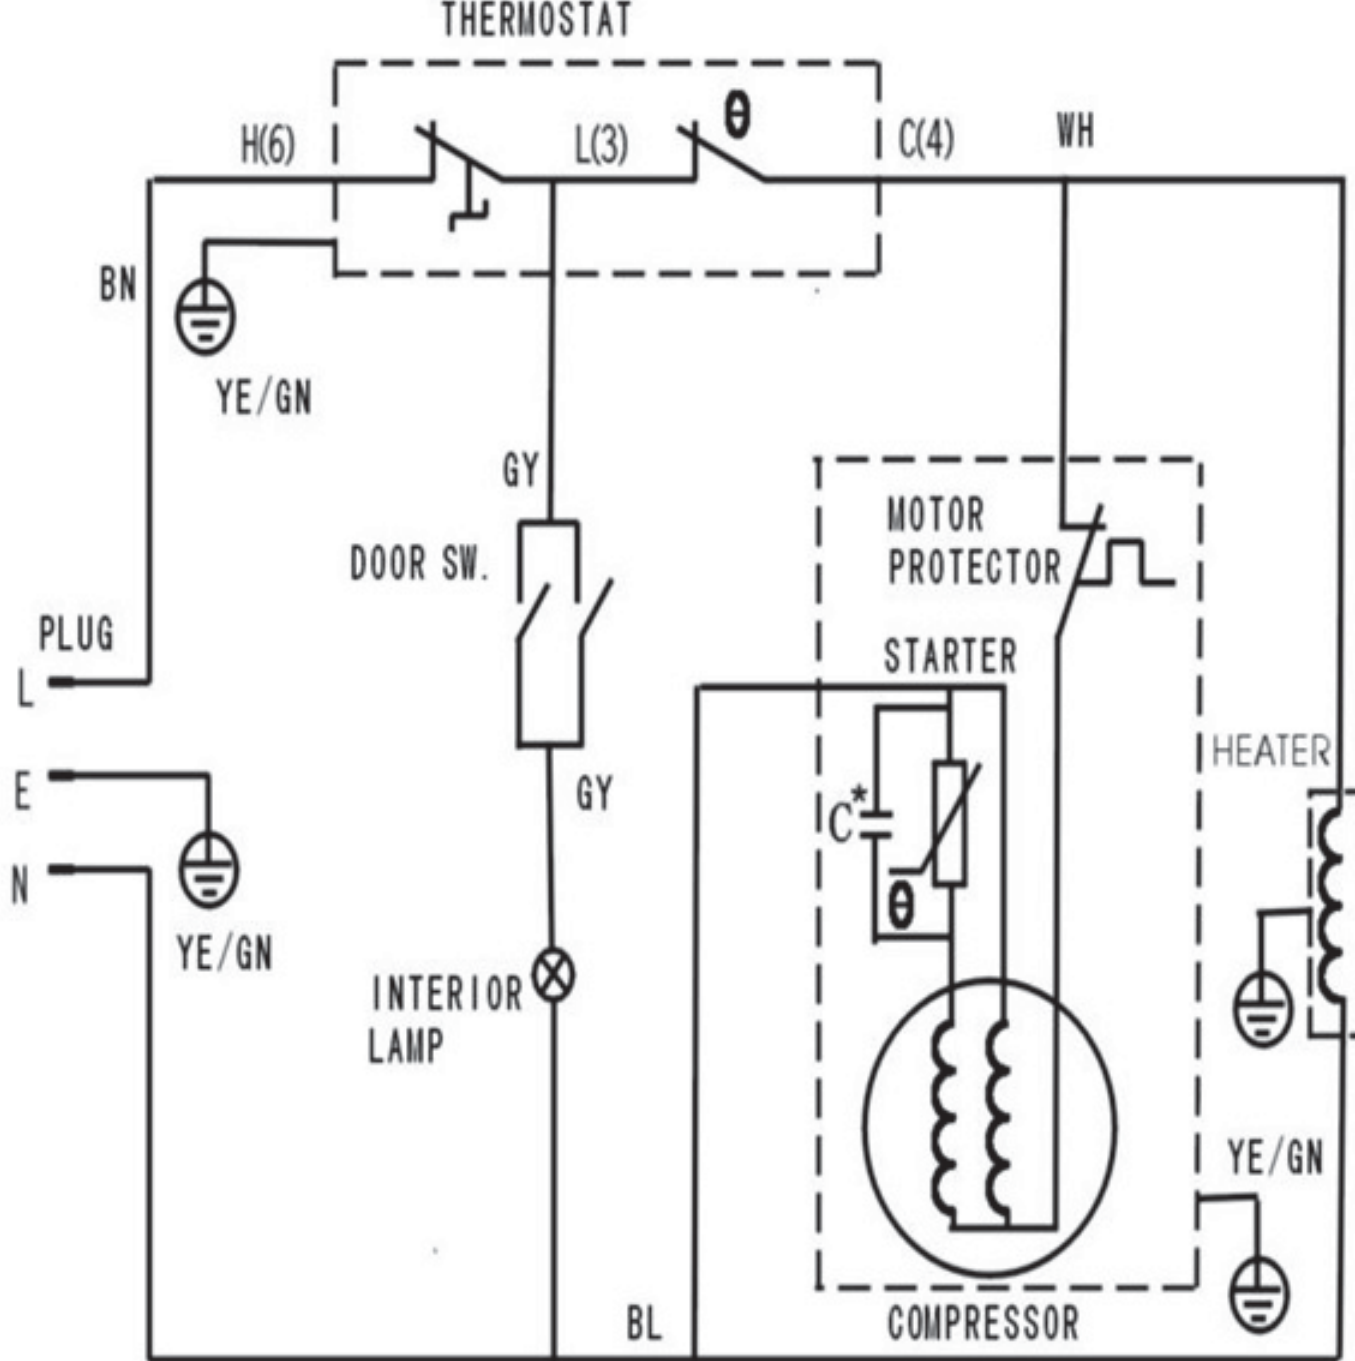 THERMOSTAT
θ
H(6)
L(3)
C(4)
WH
BN
YE/GN
GY
MOTOR
PROTECTOR
DOOR SW.
PLUG
STARTER
L
HEATER
E
GY
C*
N
θ
YE/GN
INTERIOR
LAMP
YE/GN
BL
COMPRESSOR